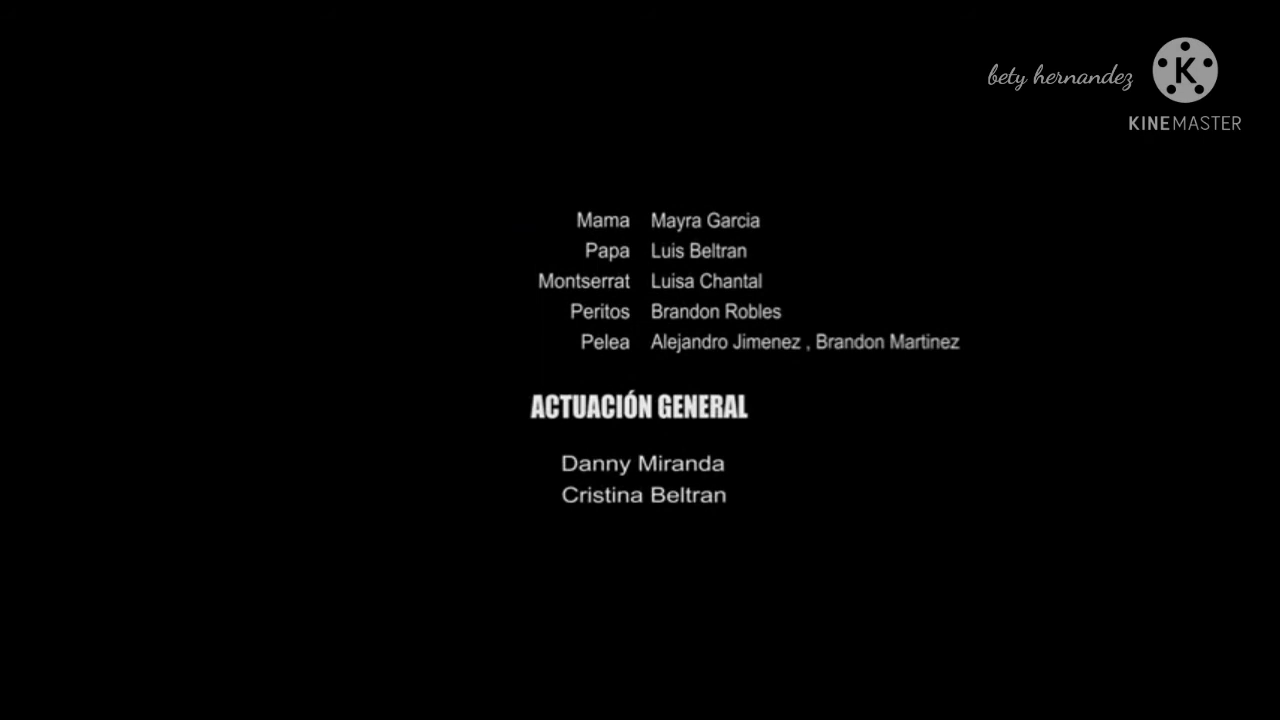 bety hernandez
K
KINEMASTER
Mama Mayra Garcia
Papa Luis Beltran
Montserrat Luisa Chantal
Peritos Brandon Robles
Pelea Alejandro Jimenez , Brandon Martinez
ACTUACIÓN GENERAL
Danny Miranda
Cristina Beltran